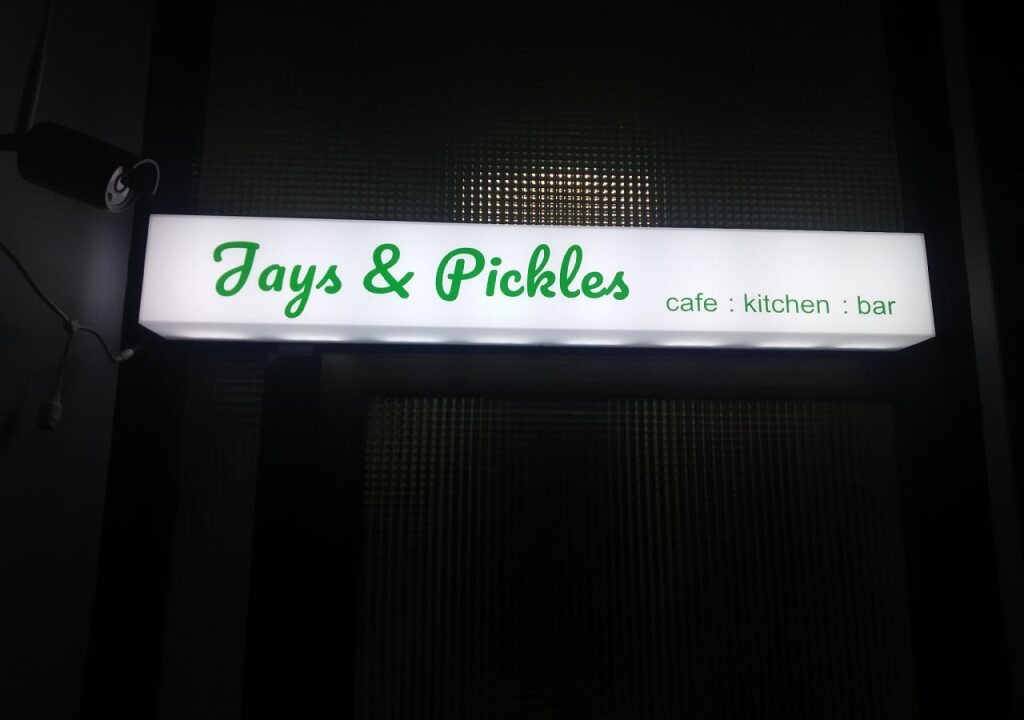 Jays & Pickles
cafe : kitchen : bar